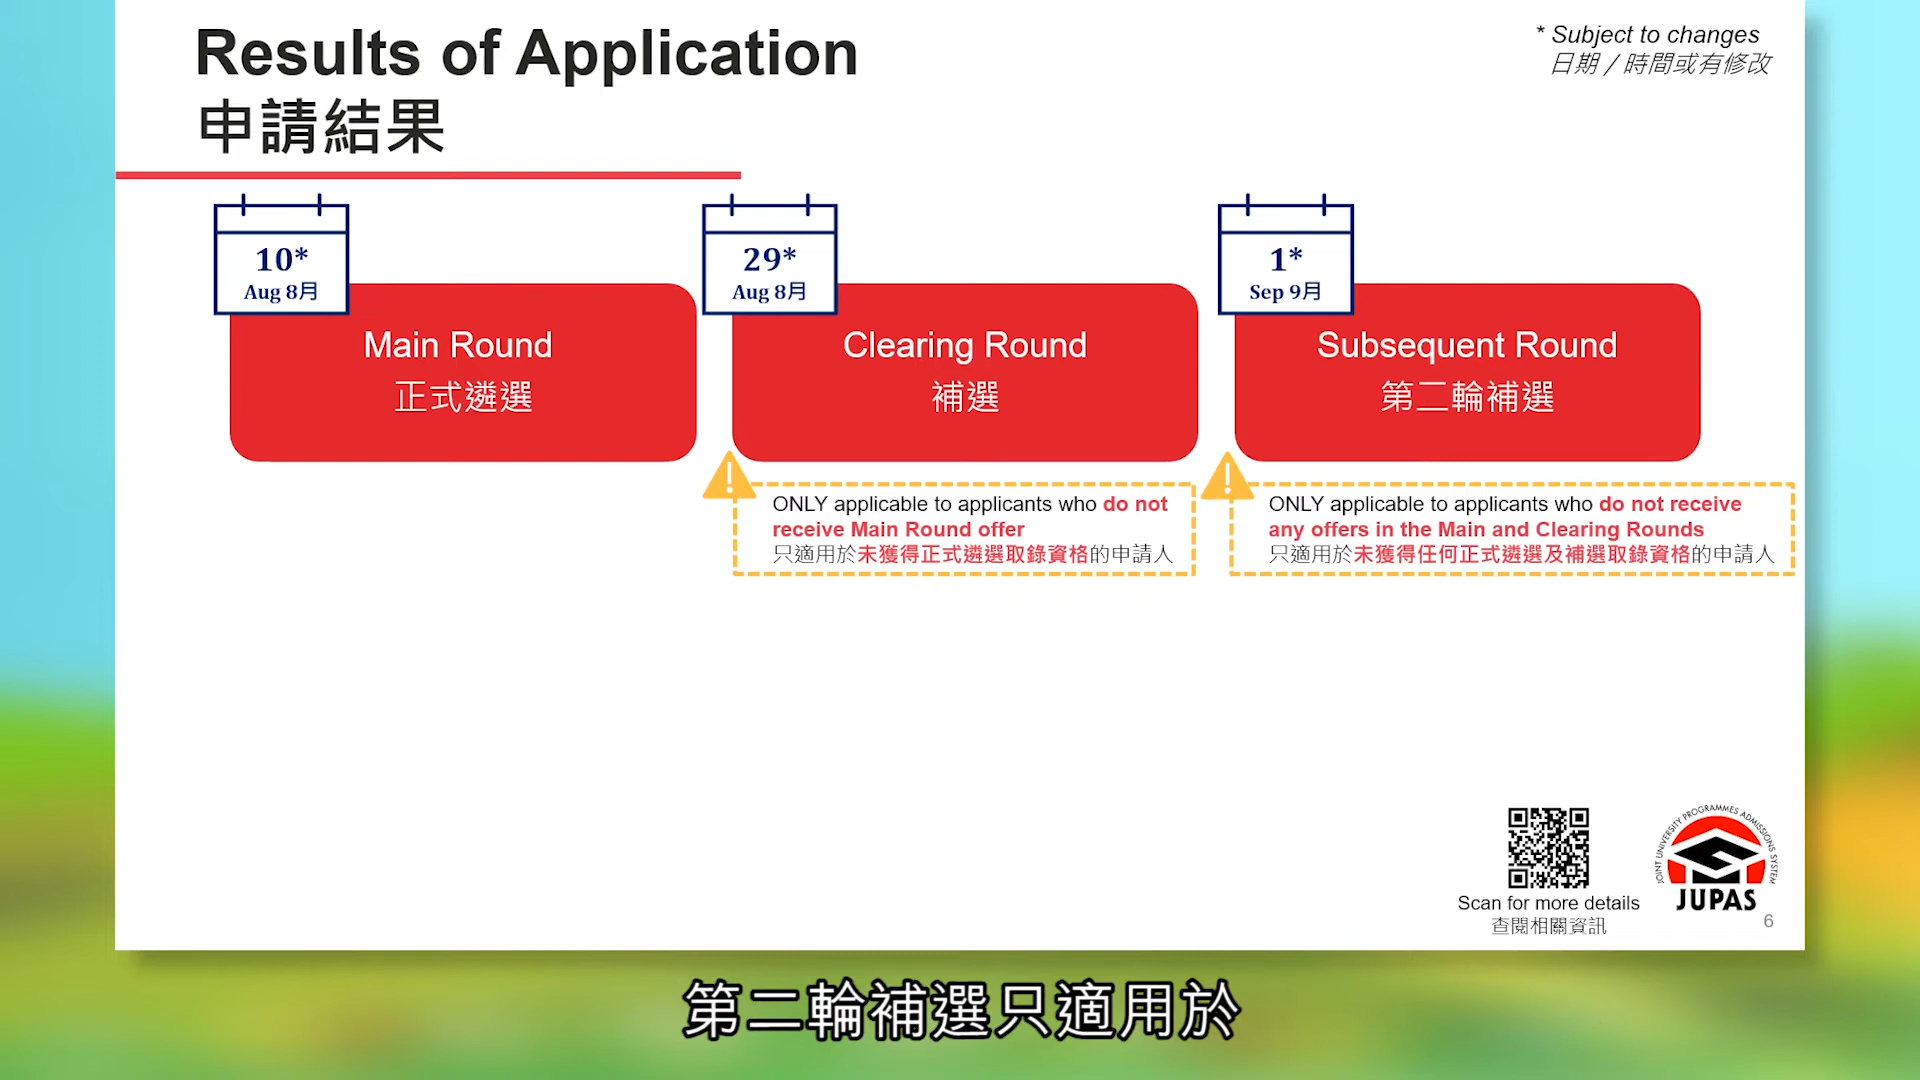 Results of Application
申請結果
* Subject to changes
日期 / 時間或有修改
10*
Aug 8月
Main Round
正式遴選
29*
Aug 8月
Clearing Round
補選
1*
Sep 9月
Subsequent Round
第二輪補選
ONLY applicable to applicants who do not
receive Main Round offer
只適用於未獲得正式遴選取錄資格的申請人
ONLY applicable to applicants who do not receive
any offers in the Main and Clearing Rounds
只適用於未獲得任何正式遴選及補選取錄資格的申請人
Scan for more details
查閱相關資訊
JOINT UNIVERSITY PROGRAMMES ADMISSIONS SYSTEM
JUPAS
6
第二輪補選只適用於